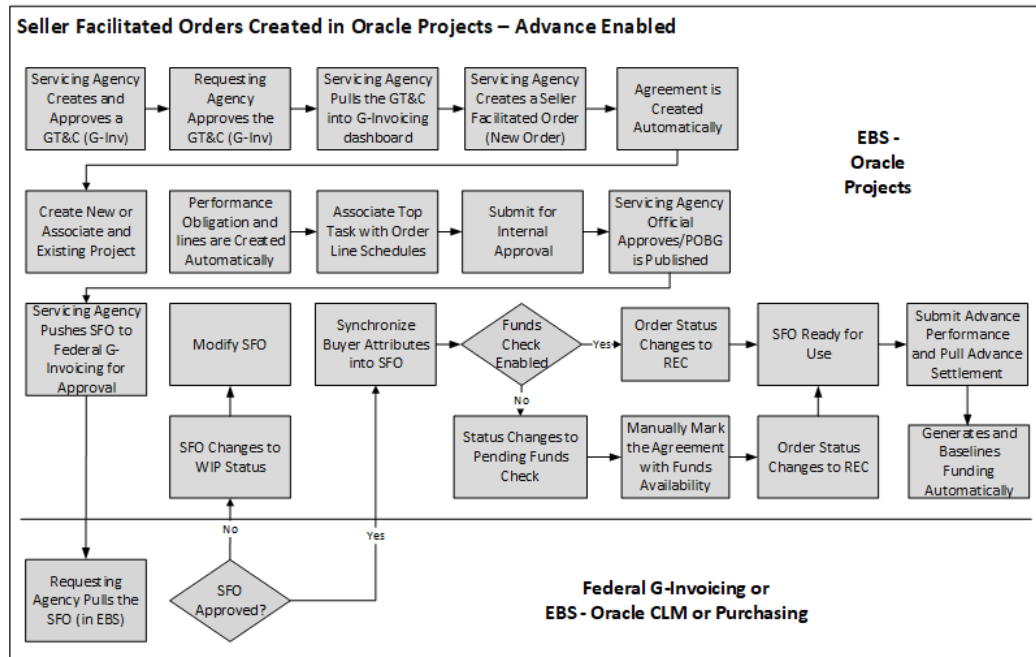 Seller Facilitated Orders Created in Oracle Projects – Advance Enabled
Servicing Agency
Creates and
Approves a
GT&C (G-Inv)
Requesting
Agency
Approves the
GT&C (G-Inv)
Servicing Agency
Pulls the GT&C
into G-Invoicing
dashboard
Servicing Agency
Creates a Seller
Facilitated Order
(New Order)
Agreement is
Created
Automatically
EBS -
Oracle
Projects
Create New or
Associate and
Existing Project
Performance
Obligation and
lines are Created
Automatically
Associate Top
Task with Order
Line Schedules
Submit for
Internal
Approval
Servicing Agency
Official
Approves/POBG
is Published
Servicing Agency
Pushes SFO to
Federal G-
Invoicing for
Approval
Modify SFO
Synchronize
Buyer Attributes
into SFO
Funds
Check
Enabled
Yes
Order Status
Changes to
REC
SFO Ready for
Use
Submit Advance
Performance
and Pull Advance
Settlement
No
SFO Changes to
WIP Status
Status Changes to
Pending Funds
Check
Manually Mark
the Agreement
with Funds
Availability
Order Status
Changes to REC
Generates and
Baselines
Funding
Automatically
No
Yes
Requesting
Agency Pulls the
SFO (in EBS)
SFO
Approved?
Federal G-Invoicing or
EBS - Oracle CLM or Purchasing